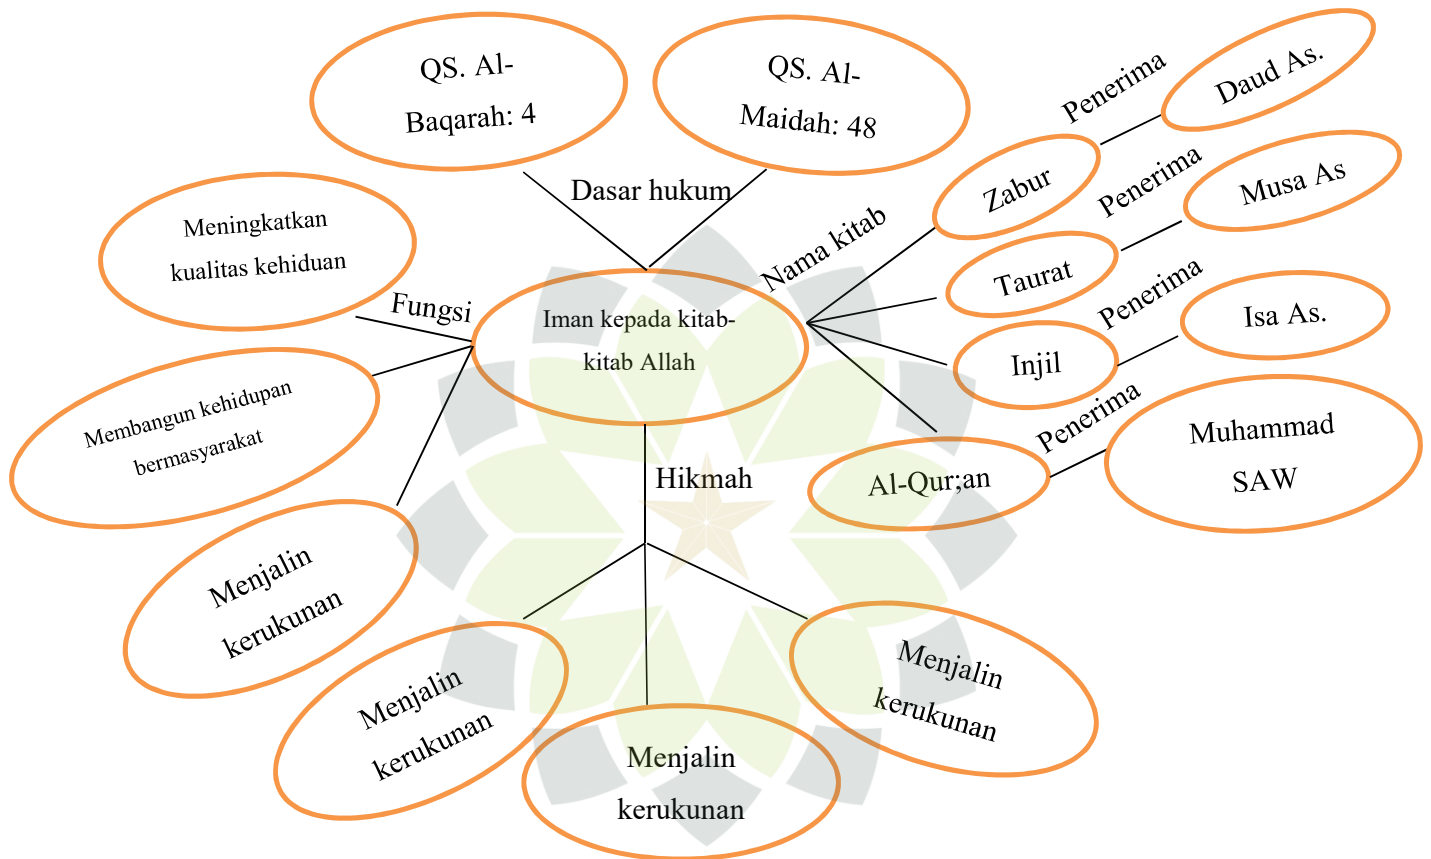 QS. Al-
Baqarah: 4
QS. Al-
Maidah: 48
Dasar hukum
Penerima
Daud As.
Zabur
Penerima
Musa As
Nama kitab
Taurat
Penerima
Isa As.
Injil
Penerima
Muhammad
SAW
Al-Qur;an
Iman kepada kitab-
kitab Allah
Fungsi
Meningkatkan
kualitas kehiduan
Membangun kehidupan
bermasyarakat
Menjalin
kerukunan
Hikmah
Menjalin
kerukunan
Menjalin
kerukunan
Menjalin
kerukunan